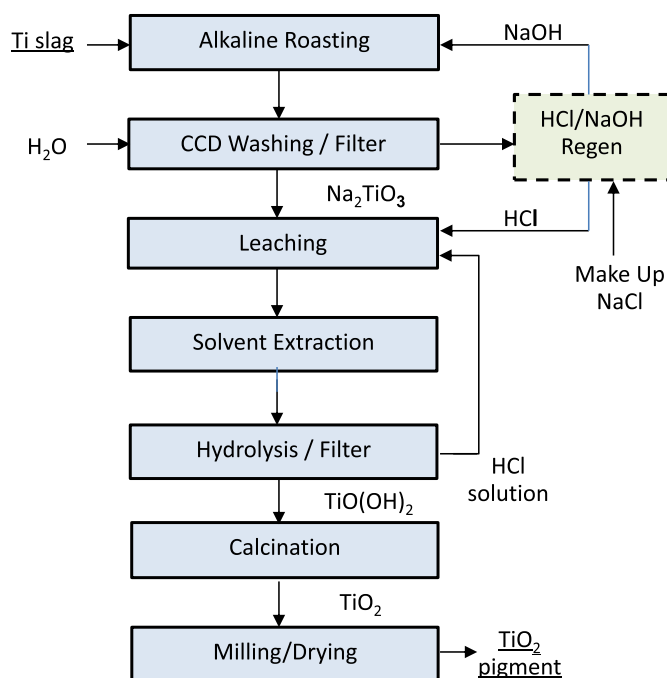 Ti slag
Alkaline Roasting
NaOH
H₂O
CCD Washing / Filter
HCl/NaOH
Regen
Na₂TiO₃
HCl
Leaching
Make Up
NaCl
Solvent Extraction
Hydrolysis / Filter
HCl
solution
TiO(OH)₂
Calcination
TiO₂
Milling/Drying
TiO₂
pigment